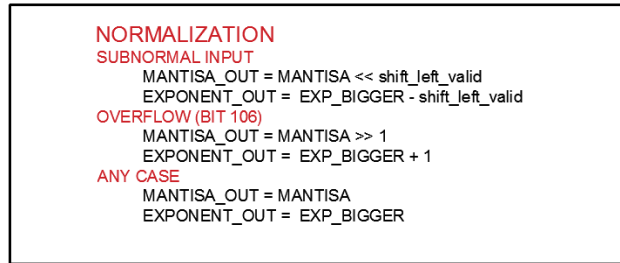 NORMALIZATION
SUBNORMAL INPUT
MANTISA_OUT = MANTISA << shift_left_valid
EXPONENT_OUT = EXP_BIGGER - shift_left_valid
OVERFLOW (BIT 106)
MANTISA_OUT = MANTISA >> 1
EXPONENT_OUT = EXP_BIGGER + 1
ANY CASE
MANTISA_OUT = MANTISA
EXPONENT_OUT = EXP_BIGGER